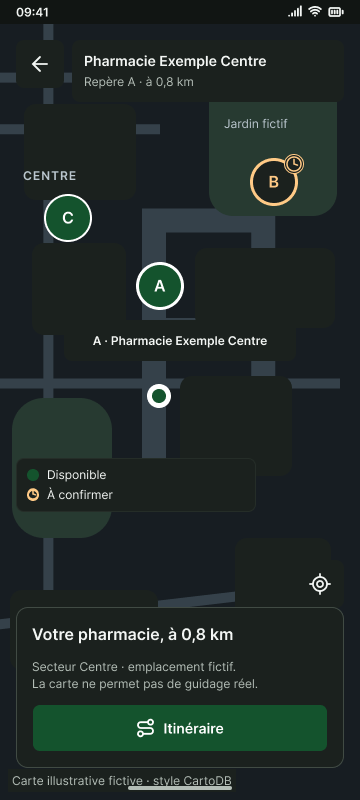 09:41
Pharmacie Exemple Centre
Repère A · à 0,8 km
Jardin fictif
B
CENTRE
C
A
A · Pharmacie Exemple Centre
Disponible
À confirmer
Votre pharmacie, à 0,8 km
Secteur Centre · emplacement fictif.
La carte ne permet pas de guidage réel.
Itinéraire
Carte illustrative fictive · style CartoDB